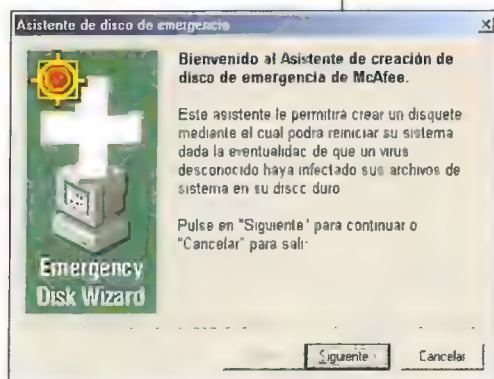 Asistente de disco de emergencia
Bienvenido al Asistente de creación de
disco de emergencia de McAfee.
Este asistente le permitirá crear un disquete
mediante el cual podrá reiniciar su sistema
dada la eventualidac de que un virus
desconocido haya infectado sus archivos de
sistema en su disco duro
Pulse en "Siguiente" para continuar o
"Cancelar" para salir
Emergency
Disk Wizard
Siguiente
Cancelar